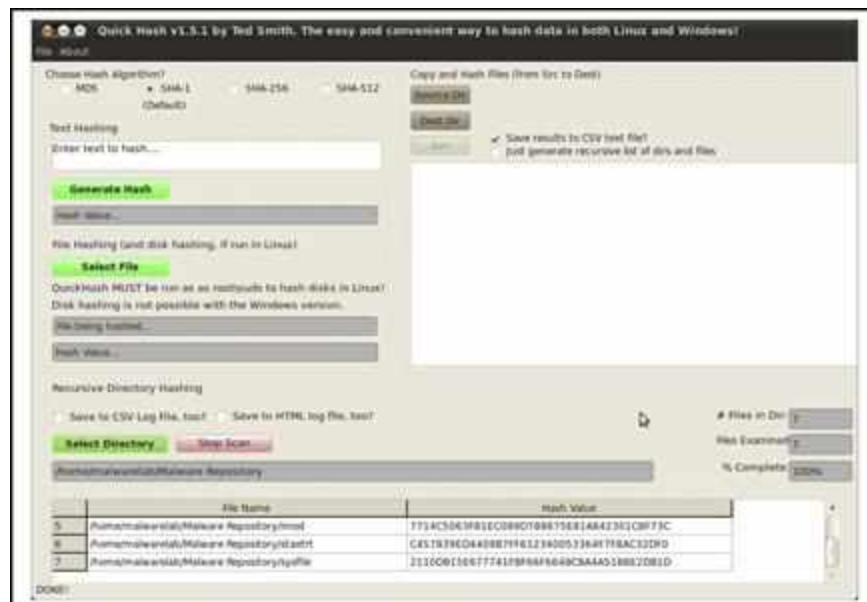 Quick Hash v1.5.1 by Ted Smith. The easy and convenient way to hash data in both Linux and Windows!
File About
Choose Hash Algorithm?
MD5 SHA-1 SHA-256 SHA-512
(Default)
Text Hashing
Enter text to hash...
Generate Hash
Hash Value...
File Hashing (and disk hashing, if run in Linux)
Select File
QuickHash MUST be run as as root/sudo to hash disks in Linux!
Disk hashing is not possible with the Windows version.
File being hashed...
Hash Value...
Copy and Hash Files (from Src to Dest)
Source Dir
Dest Dir
Save results to CSV text file?
Just generate recursive list of dirs and files
Recursive Directory Hashing
Save to CSV Log File, too? Save to HTML log file, too?
Select Directory Stop Scan
/home/malwarelab/Malware Repository
# Files in Dir: 7
Files Examined 7
% Complete 100%
File Name Hash Value
5 /home/malwarelab/Malware Repository/
6 /home/malwarelab/Malware Repository/
7 /home/malwarelab/Malware Repository/sysfile
DONE!